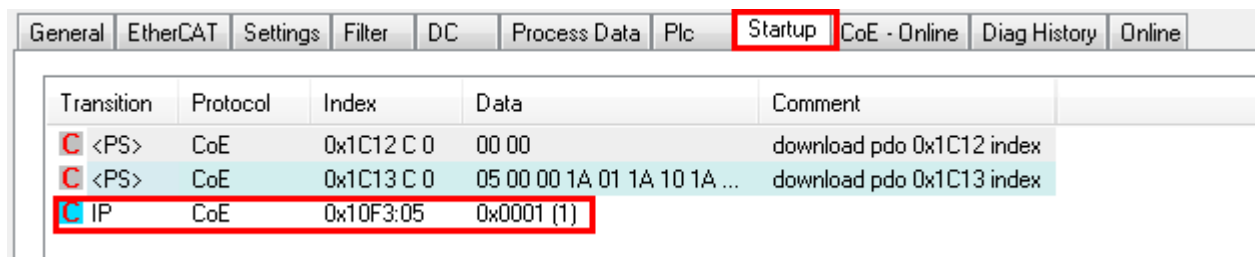 General EtherCAT Settings Filter DC Process Data Plc Startup CoE - Online Diag History Online
Transition Protocol Index Data Comment
C <PS> CoE 0x1C12 C 0 00 00 download pdo 0x1C12 index
C <PS> CoE 0x1C13 C 0 05 00 00 1A 01 1A 10 1A ... download pdo 0x1C13 index
C IP CoE 0x10F3:05 0x0001 (1)